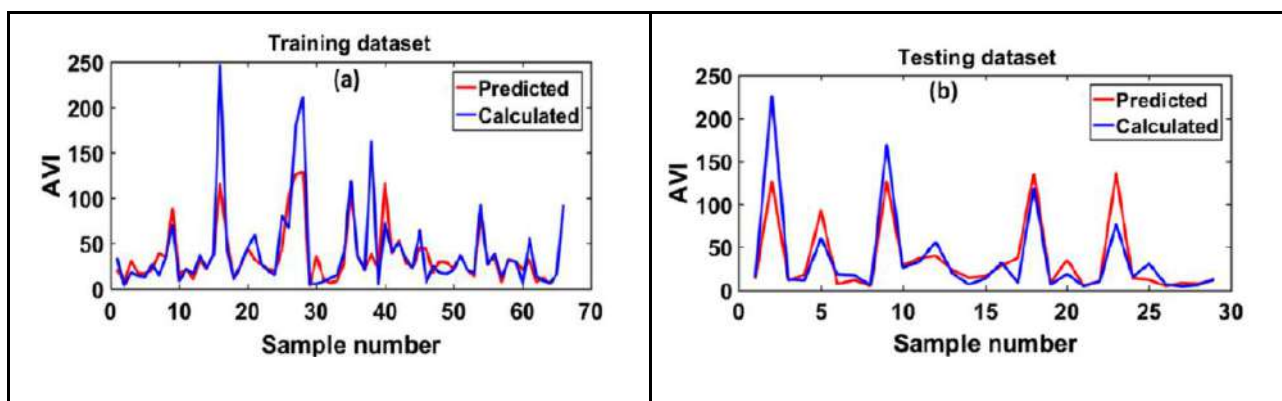 Training dataset
(a)
Predicted
Calculated
AVI
250
200
150
100
50
0
0 10 20 30 40 50 60 70
Sample number
Testing dataset
(b)
Predicted
Calculated
AVI
250
200
150
100
50
0
0 5 10 15 20 25 30
Sample number